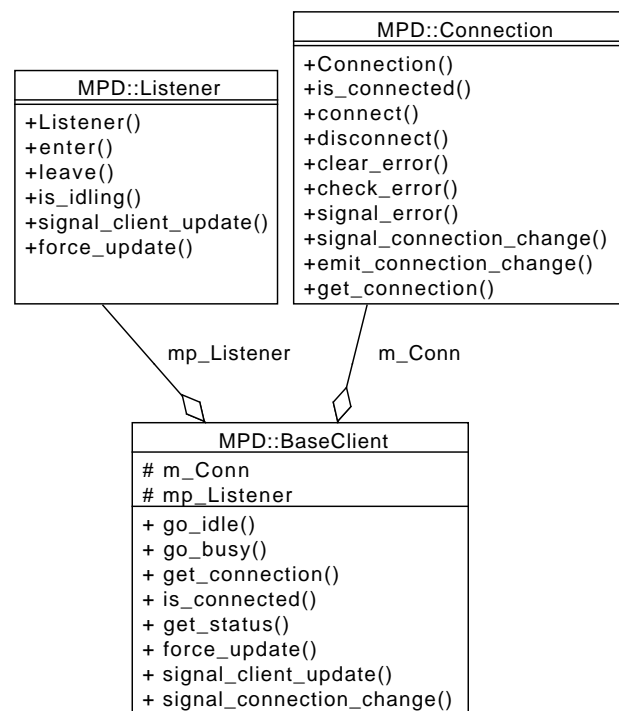 MPD::Connection
+Connection()
+is_connected()
+connect()
+disconnect()
+clear_error()
+check_error()
+signal_error()
+signal_connection_change()
+emit_connection_change()
+get_connection()
MPD::Listener
+Listener()
+enter()
+leave()
+is_idling()
+signal_client_update()
+force_update()
mp_Listener
m_Conn
MPD::BaseClient
# m_Conn
# mp_Listener
+ go_idle()
+ go_busy()
+ get_connection()
+ is_connected()
+ get_status()
+ force_update()
+ signal_client_update()
+ signal_connection_change()